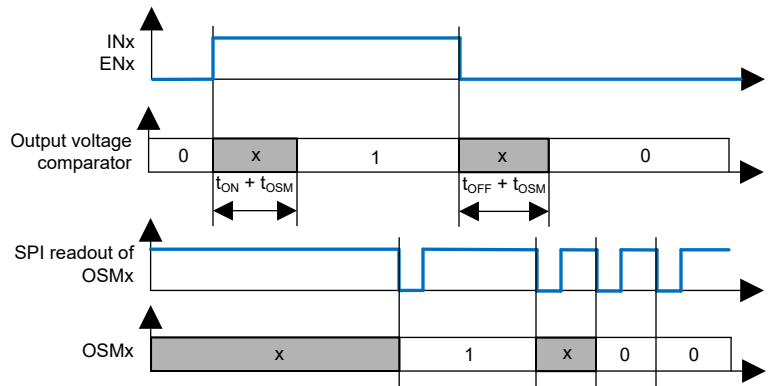 INx
ENx
Output voltage
comparator
0 x 1 x 0
tON + tOSM tOFF + tOSM
SPI readout of
OSMx
OSMx
x 1 x 0 0